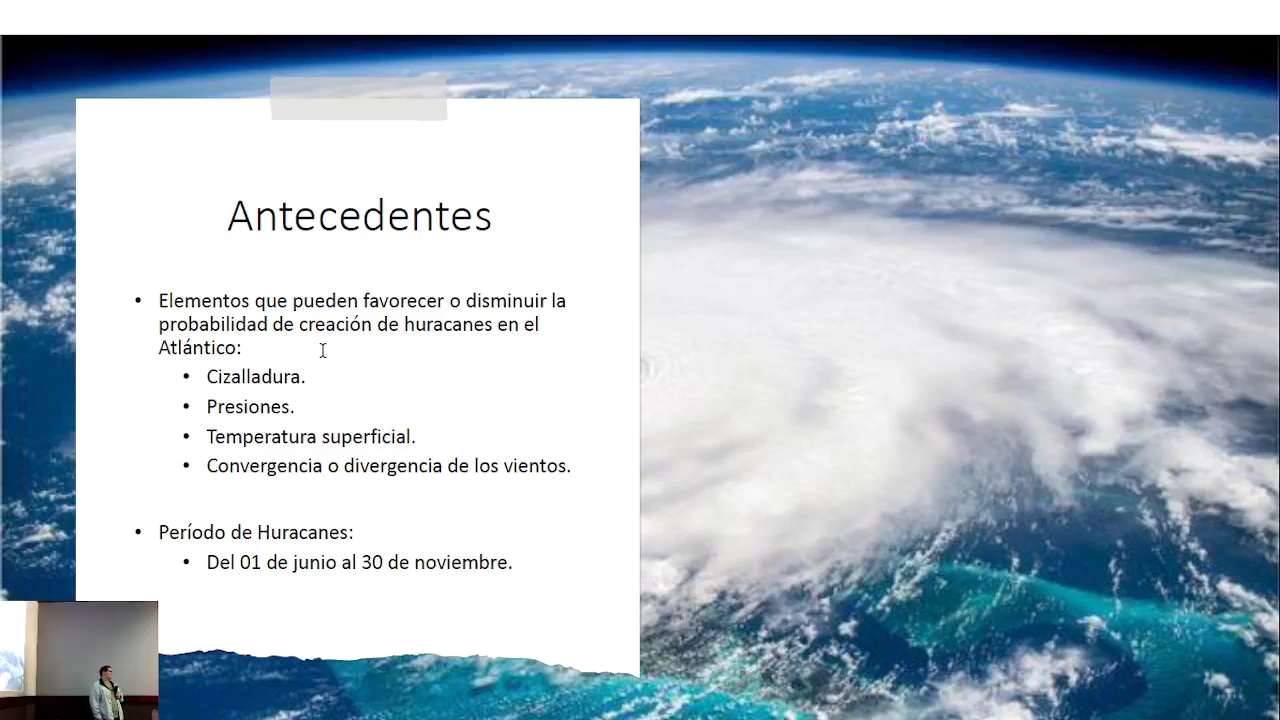 Antecedentes
• Elementos que pueden favorecer o disminuir la
probabilidad de creación de huracanes en el
Atlántico:
• Cizalladura.
• Presiones.
• Temperatura superficial.
• Convergencia o divergencia de los vientos.
• Período de Huracanes:
• Del 01 de junio al 30 de noviembre.